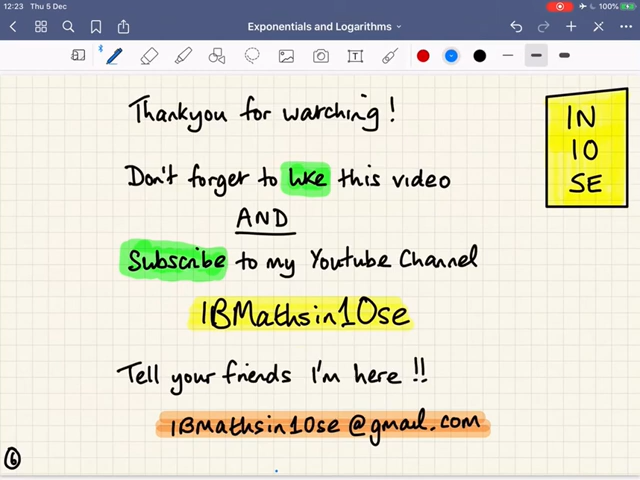 12:23 Thu 5 Dec
100%
Exponentials and Logarithms
Thankyou for watching!
IN
10
SE
Don't forget to like this video
AND
Subscribe to my Youtube Channel
IBMathsin10se
Tell your friends I'm here !!
IBmathsin10se@gmail.com
6